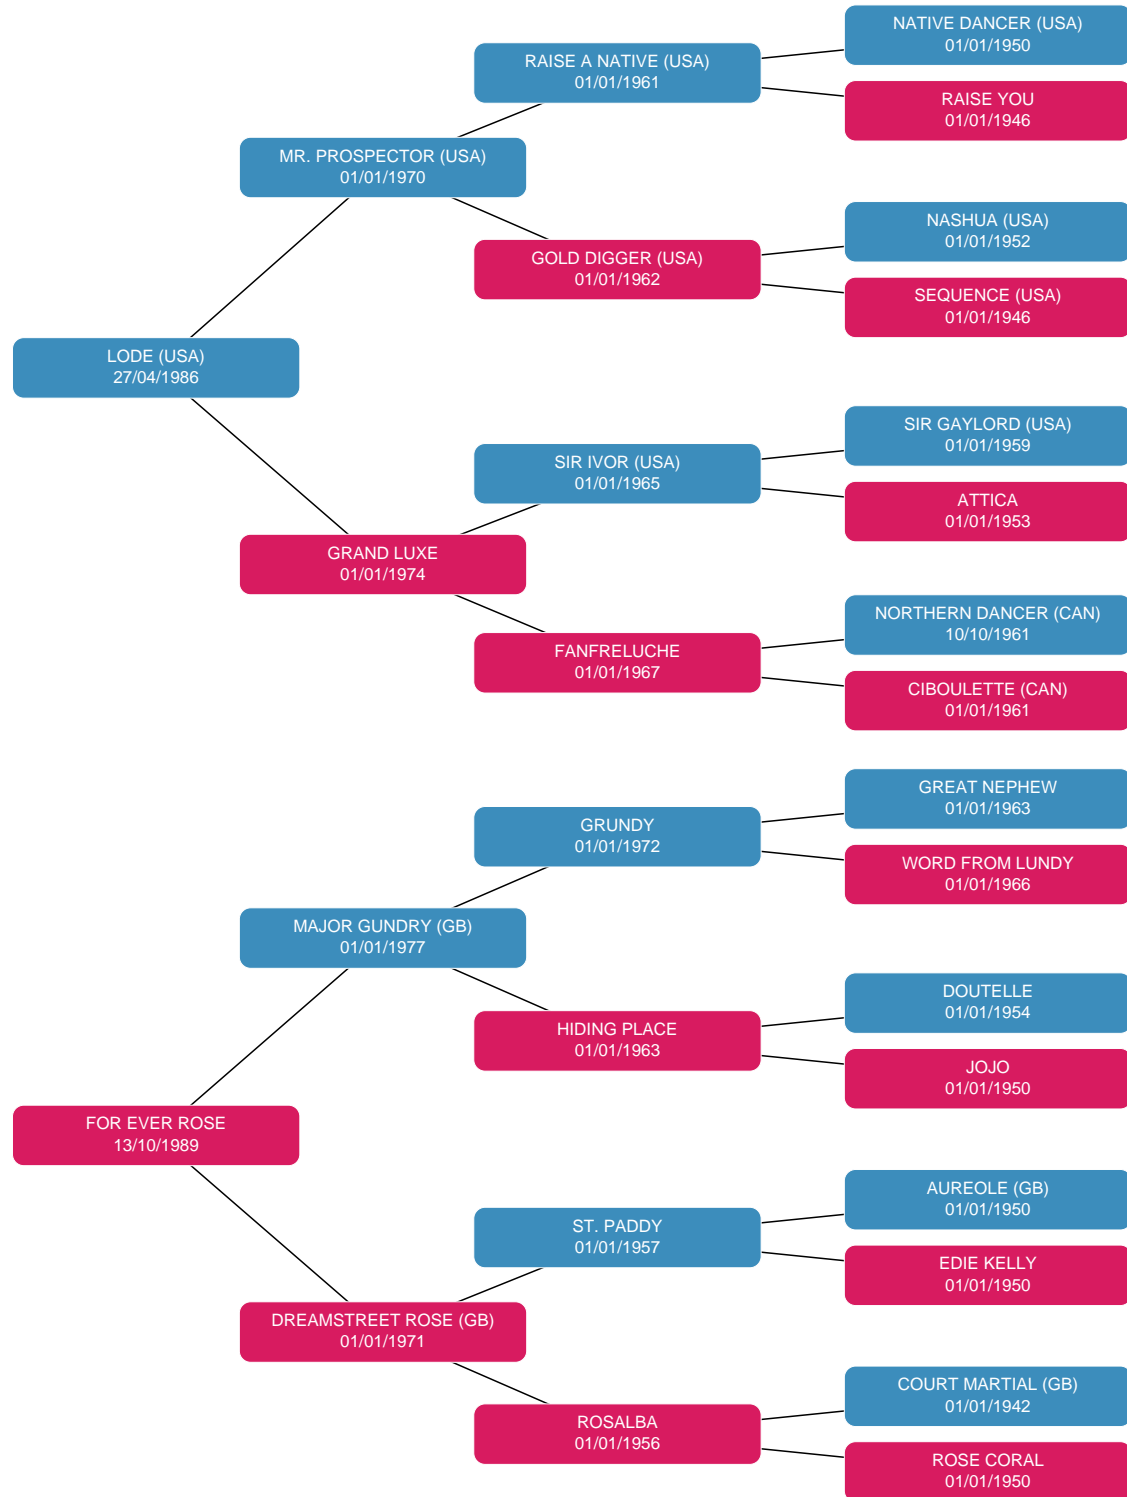 NATIVE DANCER (USA)
01/01/1950
RAISE A NATIVE (USA)
01/01/1961
RAISE YOU
01/01/1946
MR. PROSPECTOR (USA)
01/01/1970
NASHUA (USA)
01/01/1952
GOLD DIGGER (USA)
01/01/1962
SEQUENCE (USA)
01/01/1946
LODE (USA)
27/04/1986
SIR GAYLORD (USA)
01/01/1959
SIR IVOR (USA)
01/01/1965
ATTICA
01/01/1953
GRAND LUXE
01/01/1974
NORTHERN DANCER (CAN)
10/10/1961
FANFRELUCHE
01/01/1967
CIBOULETTE (CAN)
01/01/1961
GREAT NEPHEW
01/01/1963
GRUNDY
01/01/1972
WORD FROM LUNDY
01/01/1966
MAJOR GUNDRY (GB)
01/01/1977
DOUTELLE
01/01/1954
HIDING PLACE
01/01/1963
JOJO
01/01/1950
FOR EVER ROSE
13/10/1989
AUREOLE (GB)
01/01/1950
ST. PADDY
01/01/1957
EDIE KELLY
01/01/1950
DREAMSTREET ROSE (GB)
01/01/1971
COURT MARTIAL (GB)
01/01/1942
ROSALBA
01/01/1956
ROSE CORAL
01/01/1950